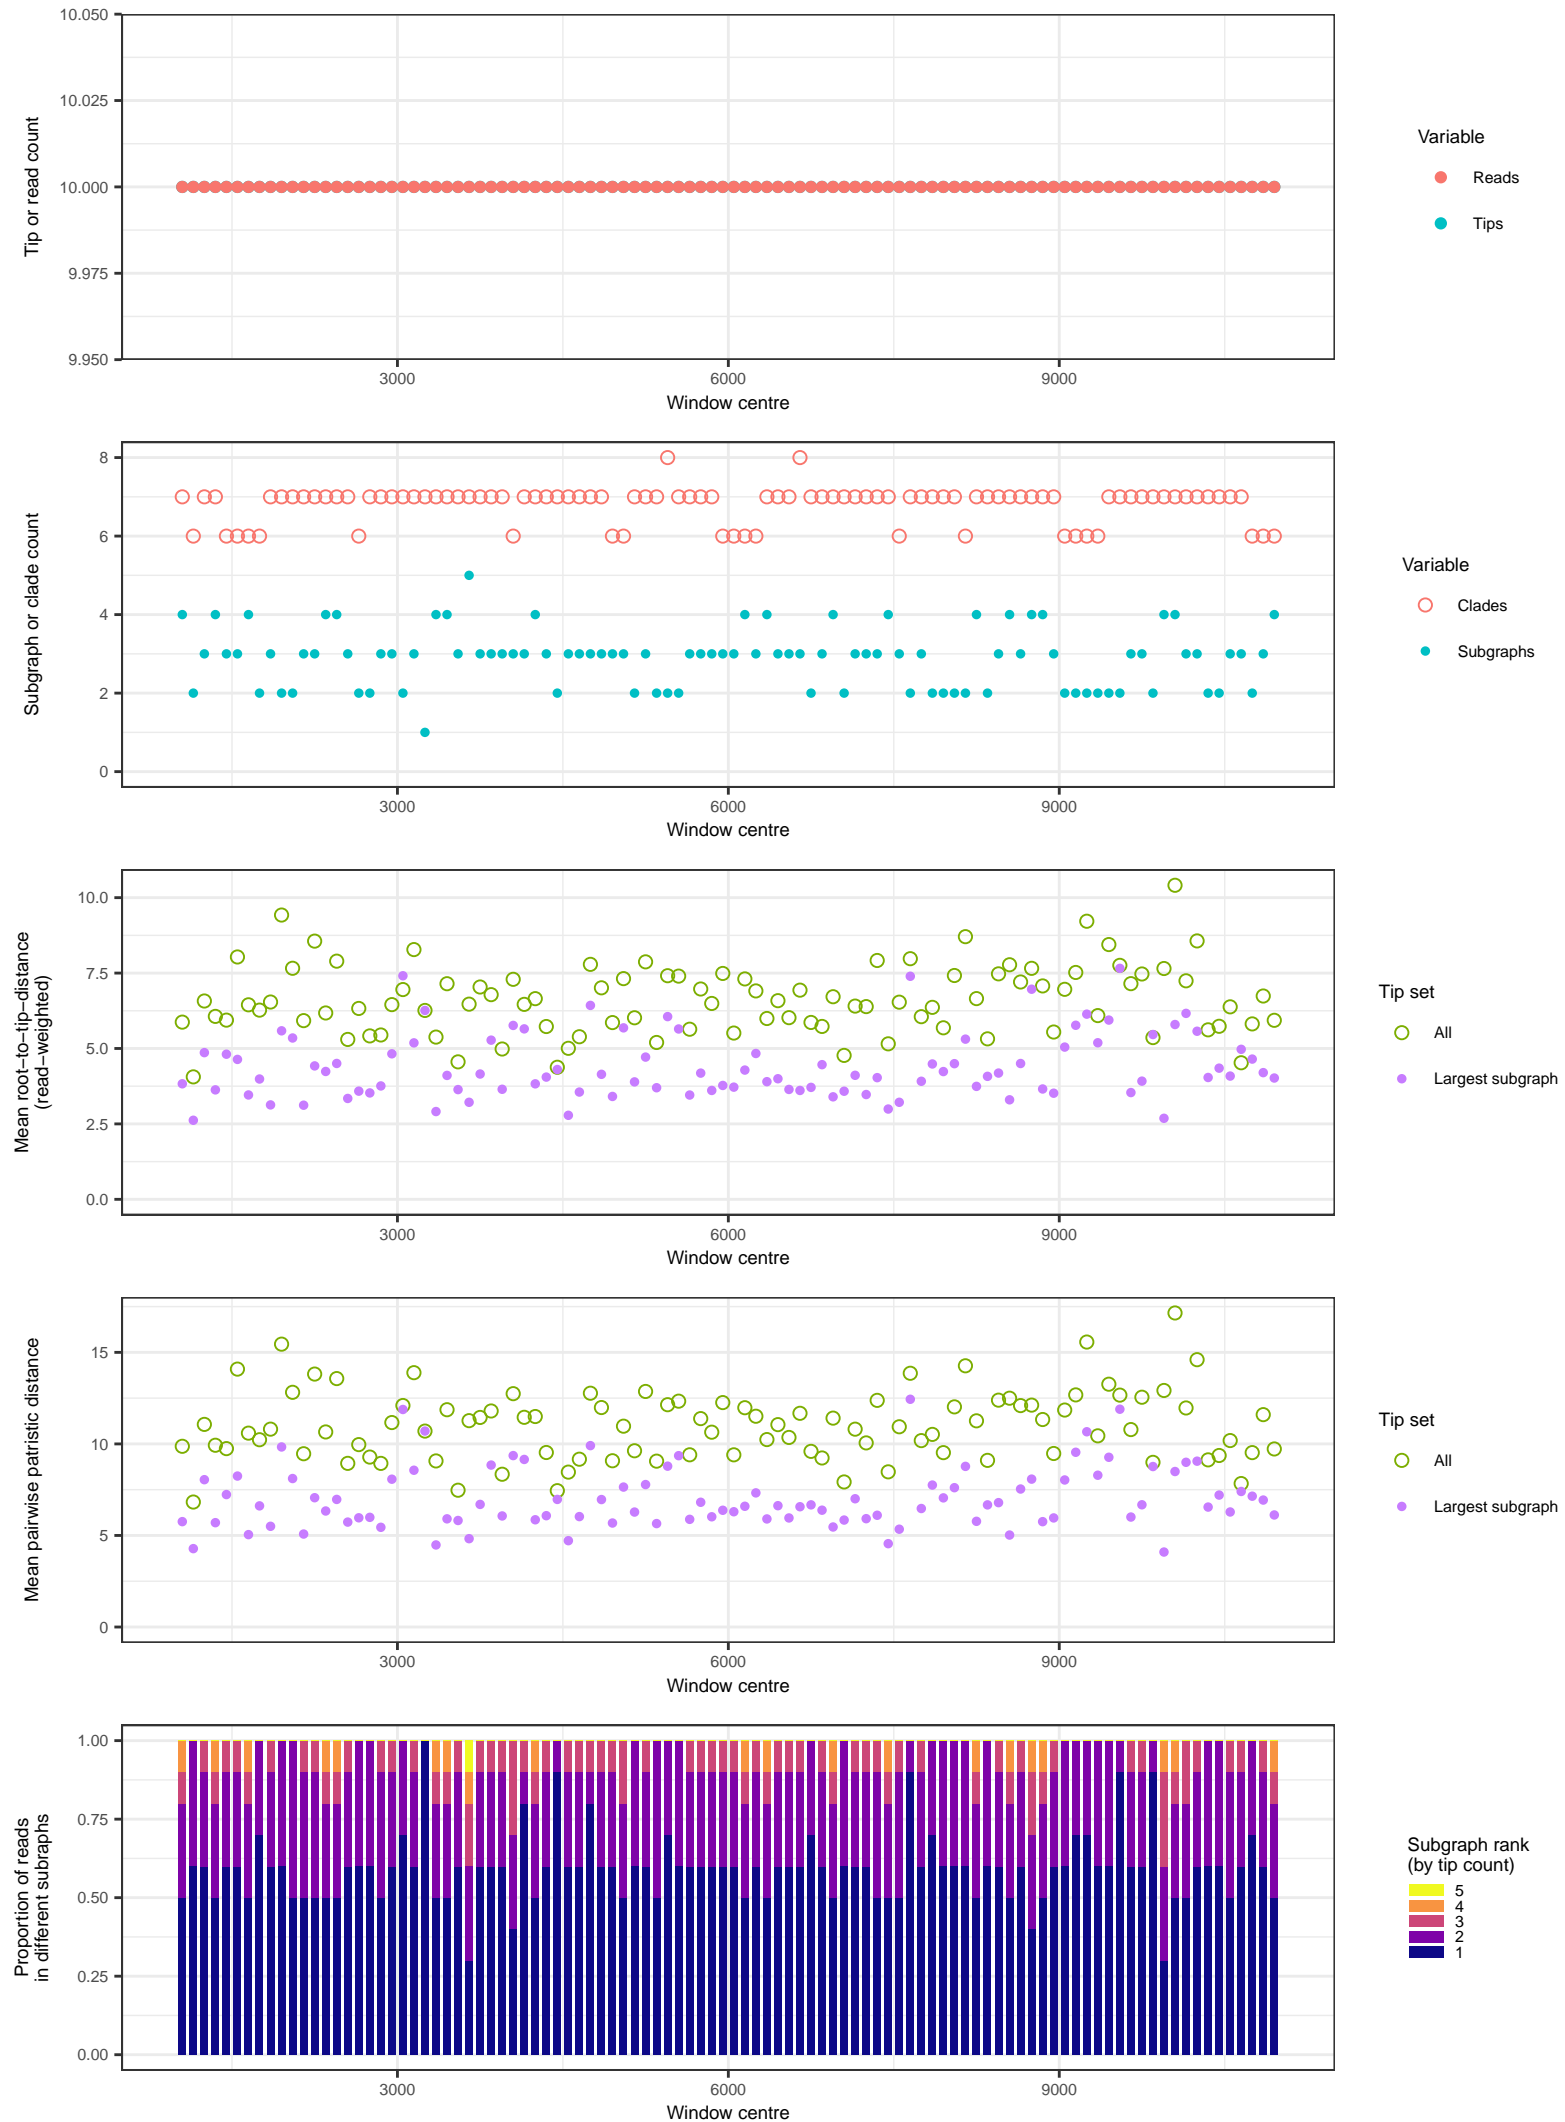 10.050
10.025
10.000
9.975
9.950
Tip or read count
3000
6000
9000
Window centre
Variable
Reads
Tips
8
6
4
2
0
Subgraph or clade count
3000
6000
9000
Window centre
Variable
Clades
Subgraphs
10.0
7.5
5.0
2.5
0.0
Mean root−to−tip−distance
(read−weighted)
3000
6000
9000
Window centre
Tip set
All
Largest subgraph
15
10
5
0
Mean pairwise patristic distance
3000
6000
9000
Window centre
Tip set
All
Largest subgraph
1.00
0.75
0.50
0.25
0.00
Proportion of reads
in different subraphs
3000
6000
9000
Window centre
Subgraph rank
(by tip count)
5
4
3
2
1